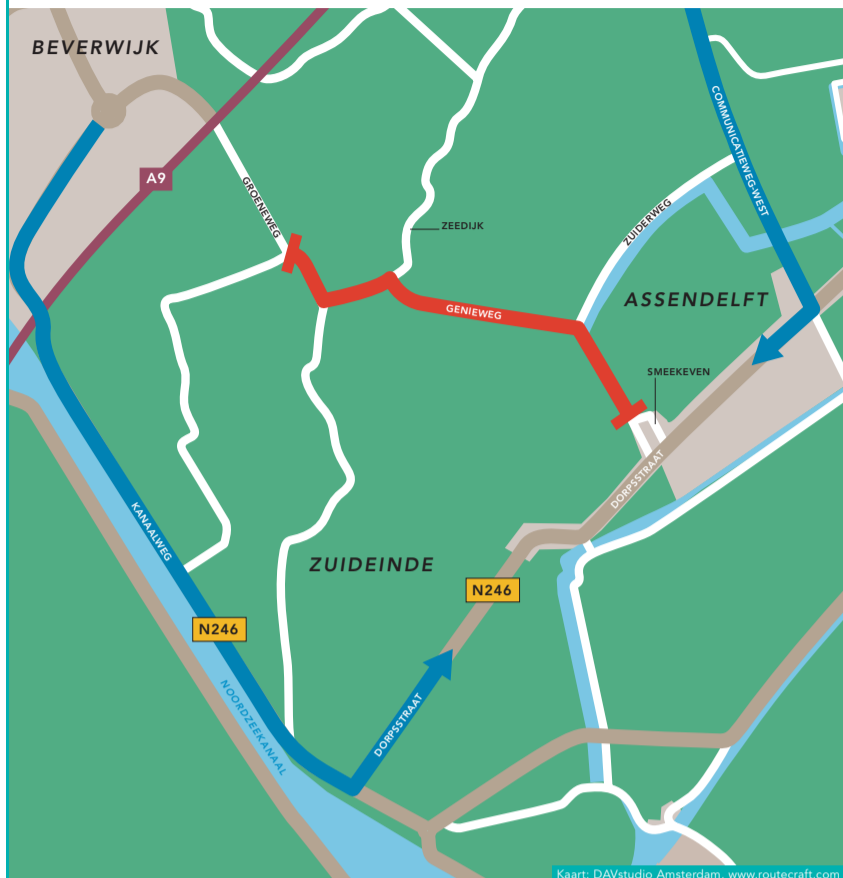 BEVERWIJK
COMMUNICATIEWEG-WEST
A9
GROENEWEG
ZEEDIJK
ZUIDERWEG
ASSENDELFT
GENIEWEG
SMEEKEVEN
DORPSSTRAAT
KANAALWEG
ZUIDEINDE
N246
N246
NOORDZEEKANAAL
DORPSSTRAAT
Kaart: DAVstudio Amsterdam, www.routecraft.com